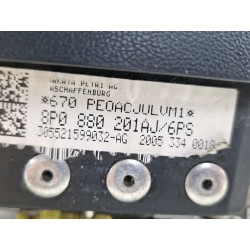 TAKATA PETRI AG
ASCHAFFENBURG
*670 PEOACJULVM1*
8P0 880 201AJ/6PS
305521599032-AG 2005 334 0018